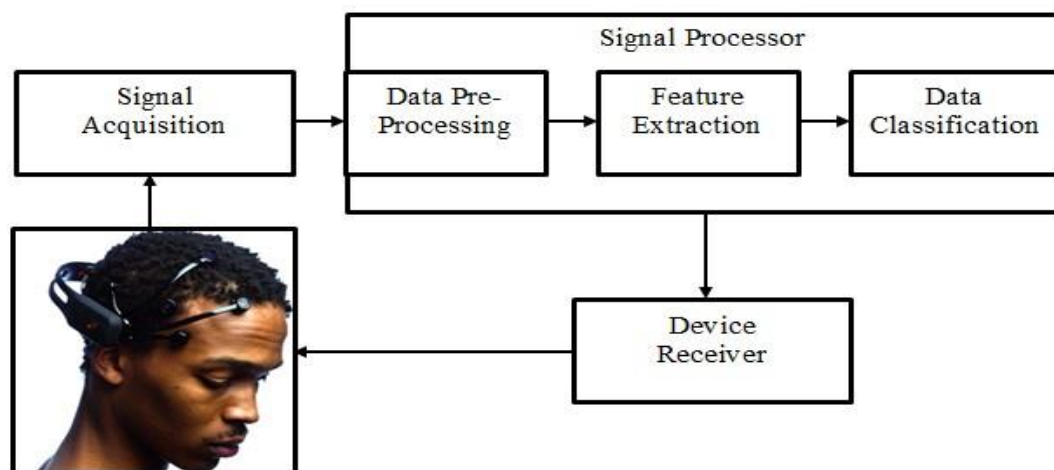 Signal Processor
Signal
Acquisition
Data Pre-
Processing
Feature
Extraction
Data
Classification
Device
Receiver